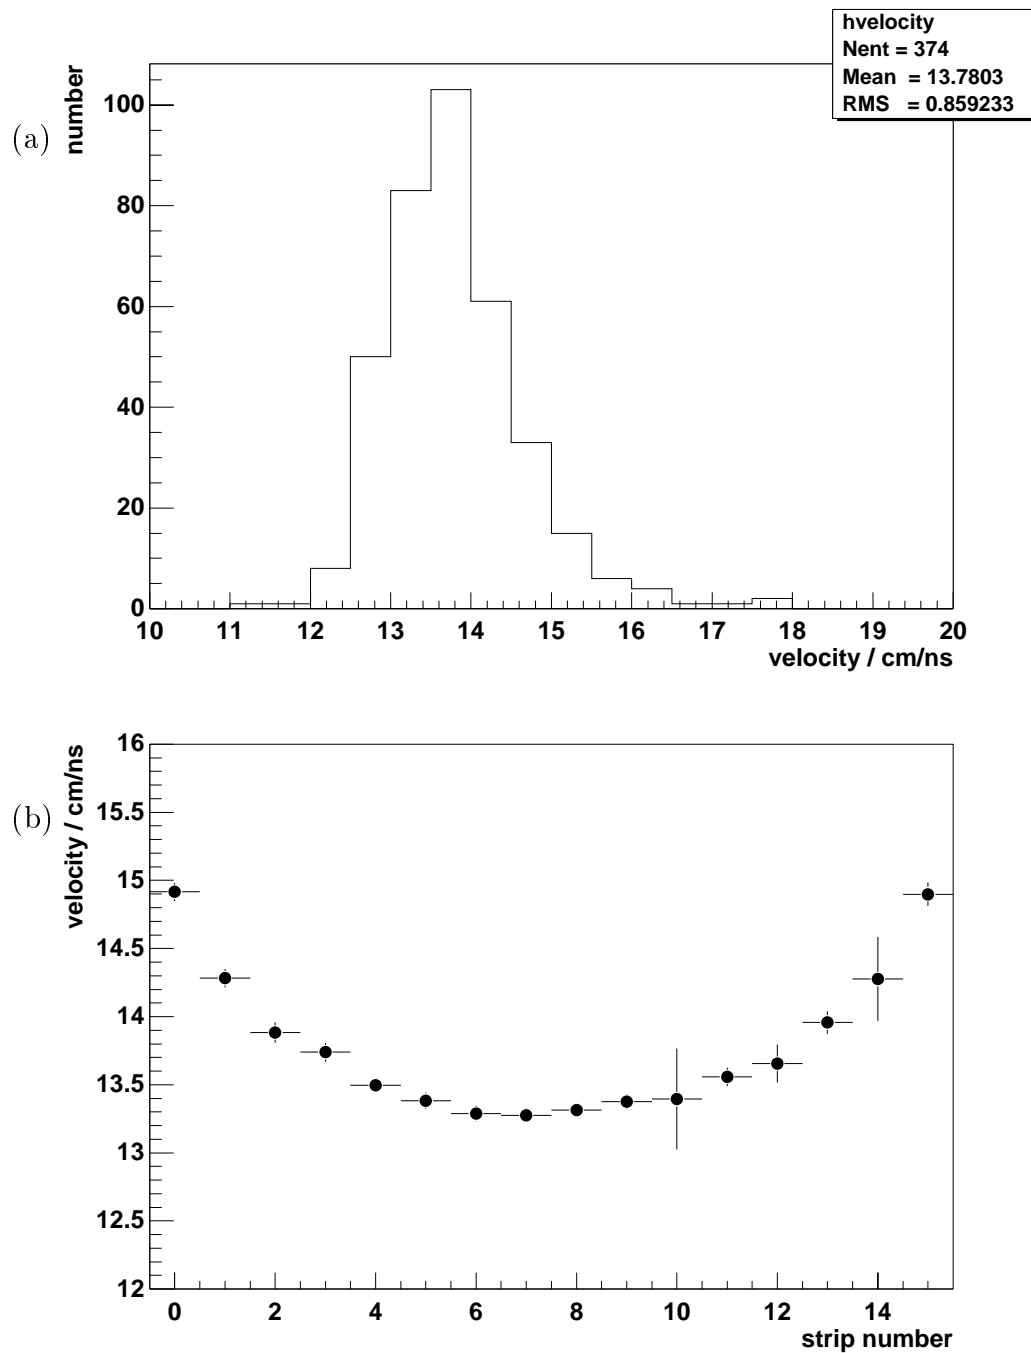 hvelocity
Nent = 374
Mean = 13.7803
RMS = 0.859233
(a)
number
100
80
60
40
20
0
10 11 12 13 14 15 16 17 18 19 20
velocity / cm/ns
(b)
velocity / cm/ns
16
15.5
15
14.5
14
13.5
13
12.5
12
0 2 4 6 8 10 12 14
strip number